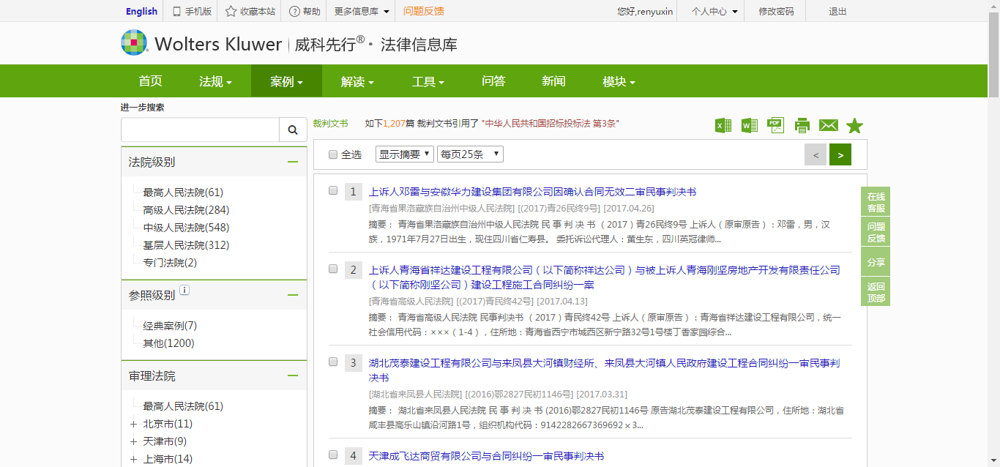 English 手机版 收藏本站 帮助 更多信息库 问题反馈 您好,renyuxin 个人中心 修改密码 退出
Wolters Kluwer | 威科先行®· 法律信息库
首页 法规 案例 解读 工具 问答 新闻 模块
进一步搜索
裁判文书 如下1,207篇 裁判文书引用了 "中华人民共和国招标投标法 第3条"
全选 显示摘要 每页25条 < >
法院级别
最高人民法院(61)
高级人民法院(284)
中级人民法院(548)
基层人民法院(312)
专门法院(2)
参照级别
经典案例(7)
其他(1200)
审理法院
最高人民法院(61)
北京市(11)
天津市(9)
上海市(14)
1 上诉人邓雷与安徽华力建设集团有限公司因确认合同无效二审民事判决书
[青海省果洛藏族自治州中级人民法院] [(2017)青26民终9号] [2017.04.26]
摘要： 青海省果洛藏族自治州中级人民法院 民 事 判 决 书 （2017）青26民终9号 上诉人（原审原告）：邓雷，男，汉
族，1971年7月27日出生，现住四川省仁寿县。 委托诉讼代理人：黄生东，四川英冠律师...
2 上诉人青海省祥达建设工程有限公司（以下简称祥达公司）与被上诉人青海刚坚房地产开发有限责任公司
（以下简称刚坚公司）建设工程施工合同纠纷一案
[青海省高级人民法院] [(2017)青民终42号] [2017.04.13]
摘要： 青海省高级人民法院 民事判决书 （2017）青民终42号 上诉人（原审原告）：青海省祥达建设工程有限公司，统一
社会信用代码：×××（1-4），住所地：青海省西宁市城西区新宁路32号1号楼丁香家园综合...
3 湖北茂泰建设工程有限公司与来凤县大河镇财经所、来凤县大河镇人民政府建设工程合同纠纷一审民事判
决书
[湖北省来凤县人民法院] [(2016)鄂2827民初1146号] [2017.03.31]
摘要： 湖北省来凤县人民法院 民 事 判 决 书 (2016)鄂2827民初1146号 原告湖北茂泰建设工程有限公司，住所地：湖北省
咸丰县高乐山镇沿河路1号，组织机构代码：9142282667369692×3...
4 天津成飞达商贸有限公司与合同纠纷一审民事判决书
在线
客服
问题
反馈
分享
返回
顶部